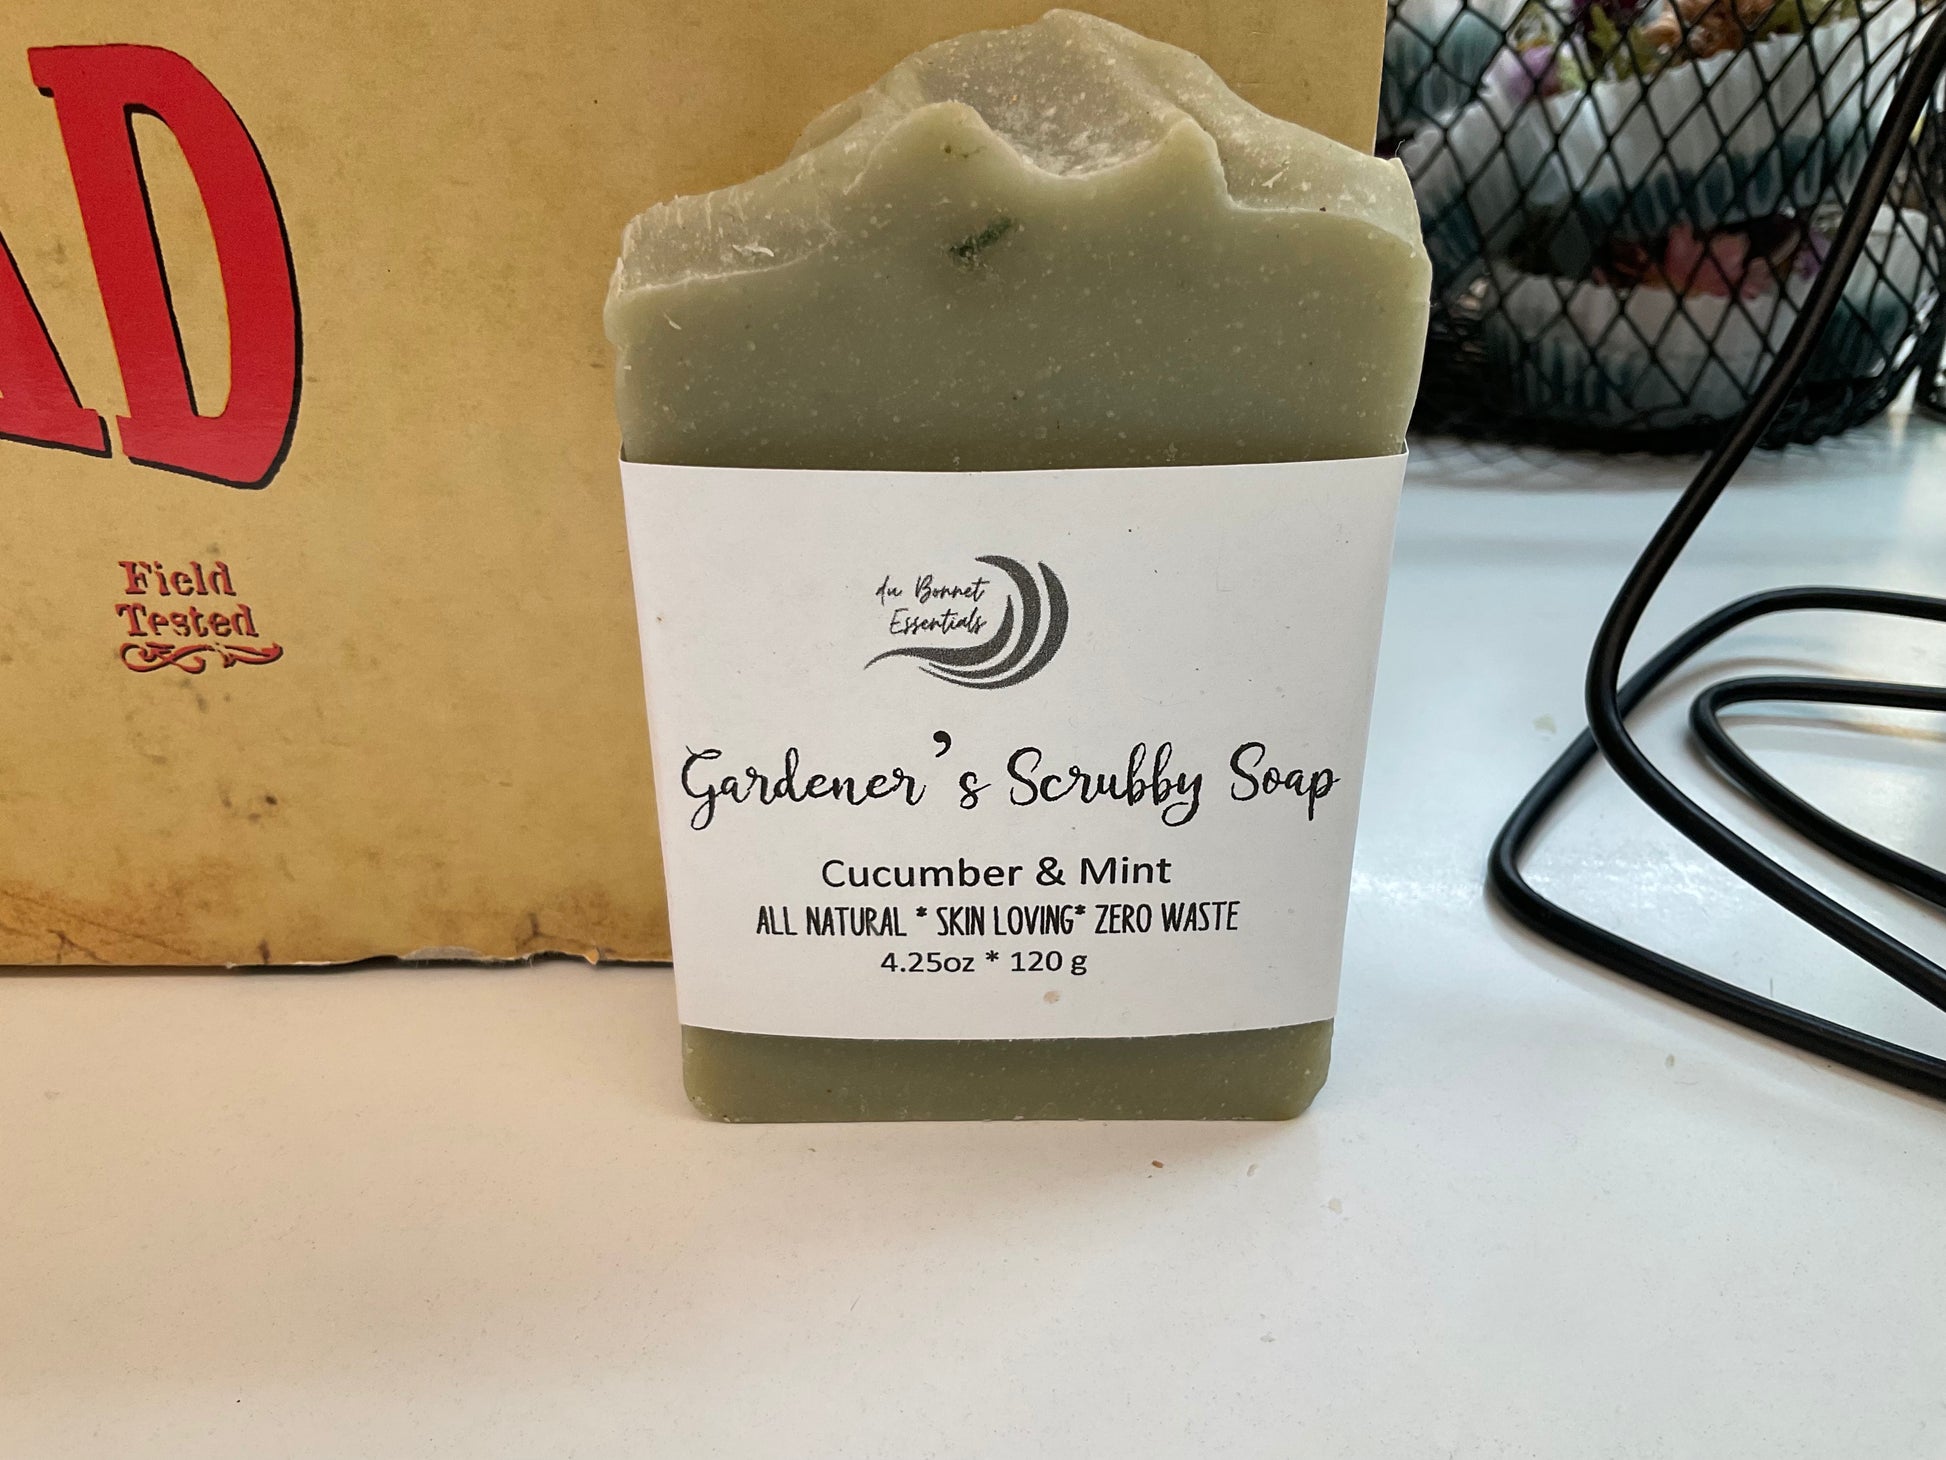 AD
Field
Tested
du Bonnet
Essentials
Gardener's Scrubby Soap
Cucumber & Mint
ALL NATURAL * SKIN LOVING* ZERO WASTE
4.25oz * 120 g